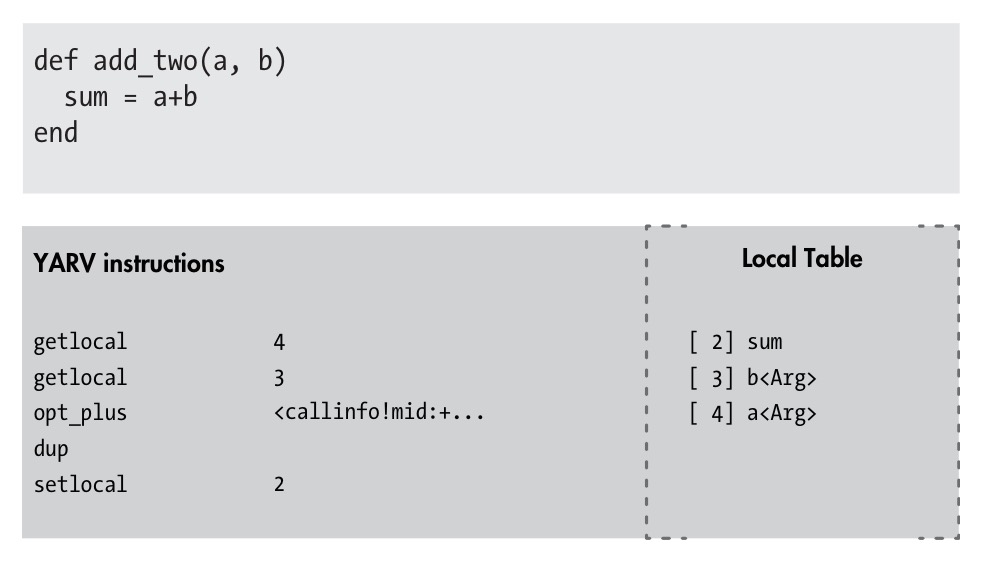 def add_two(a, b)
  sum = a+b
end
YARV instructions
Local Table
getlocal 4
[ 2] sum
getlocal 3
[ 3] b<Arg>
opt_plus <callinfo!mid:+...
[ 4] a<Arg>
dup
setlocal 2